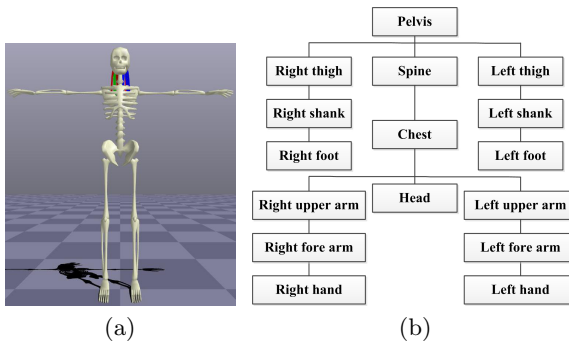 Pelvis
Right thigh
Spine
Left thigh
Right shank
Left shank
Chest
Right foot
Left foot
Head
Right upper arm
Left upper arm
Right fore arm
Left fore arm
Right hand
Left hand
(a)
(b)